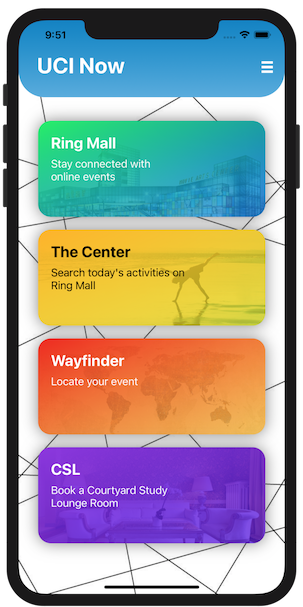 9:51
UCI Now
Ring Mall
Stay connected with
online events
The Center
Search today's activities on
Ring Mall
Wayfinder
Locate your event
CSL
Book a Courtyard Study
Lounge Room